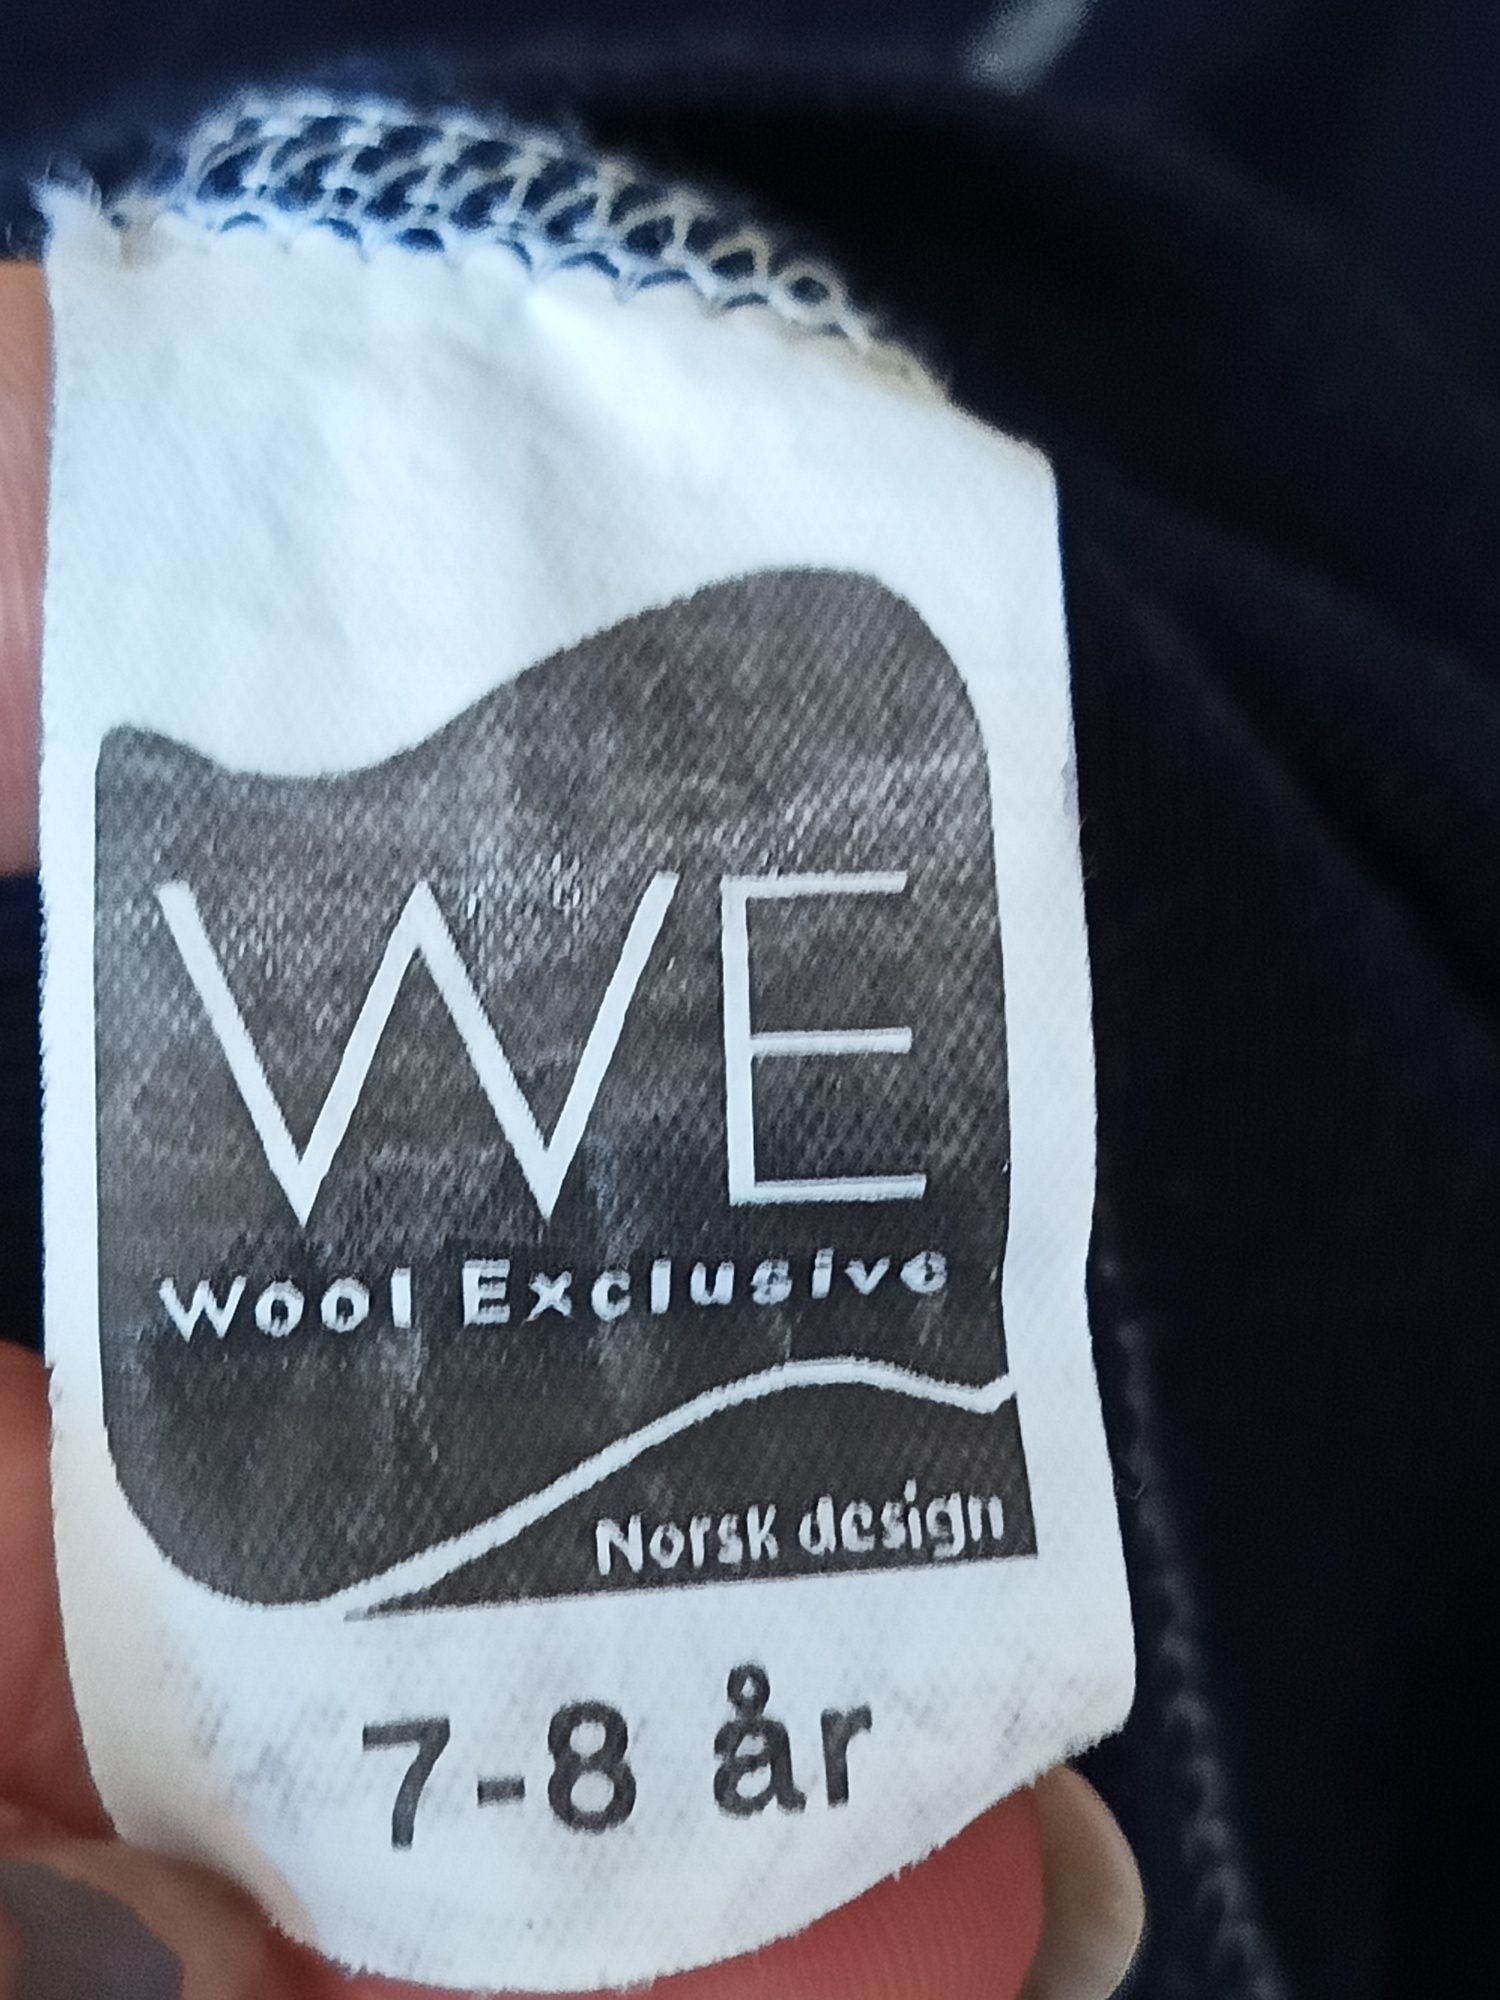 WE
Wool Exclusive
Norsk design
7-8 år